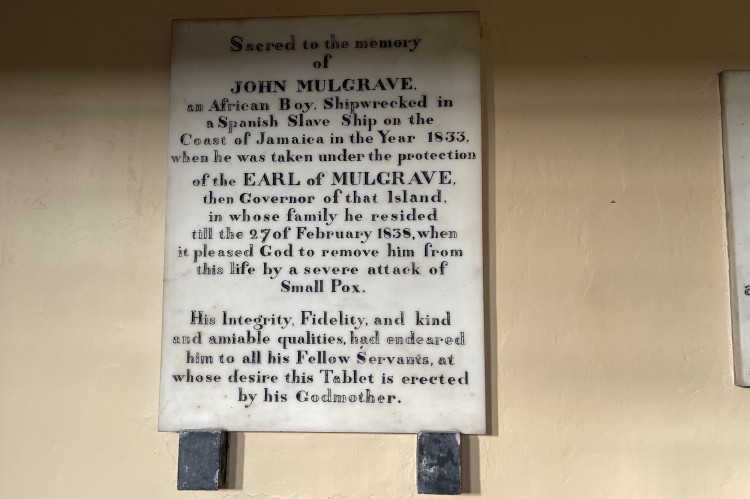 Sacred to the memory
of
JOHN MULGRAVE.
an African Boy, Shipwrecked in
a Spanish Slave Ship on the
Coast of Jamaica in the Year 1833,
when he was taken under the protection
of the EARL of MULGRAVE,
then Governor of that Island,
in whose family he resided
till the 27 of February 1838, when
it pleased God to remove him from
this life by a severe attack of
Small Pox.
His Integrity, Fidelity, and kind
and amiable qualities, had endeared
him to all his Fellow Servants, at
whose desire this Tablet is erected
by his Godmother.